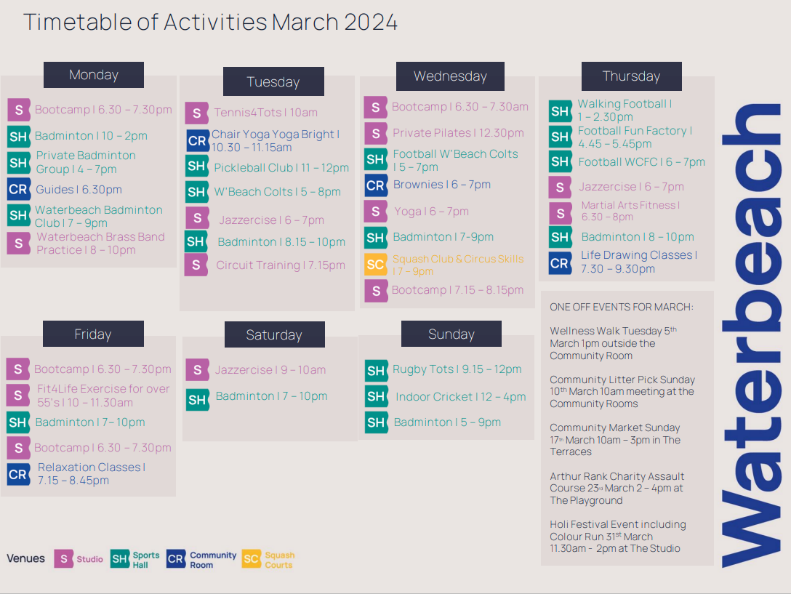 Timetable of Activities March 2024
Monday
S Bootcamp | 6.30 – 7.30pm
SH Badminton | 10 – 2pm
SH Private Badminton
Group | 4 – 7pm
CR Guides | 6.30pm
SH Waterbeach Badminton
Club | 7 – 9pm
S Waterbeach Brass Band
Practice | 8 – 10pm
Tuesday
S Tennis4Tots | 10am
CR Chair Yoga Yoga Bright |
10.30 – 11.15am
SH Pickleball Club | 11 – 12pm
SH W'Beach Colts | 5 – 8pm
S Jazzercise | 6 – 7pm
SH Badminton | 8.15 – 10pm
S Circuit Training | 7.15pm
Wednesday
S Bootcamp | 6.30 – 7.30am
S Private Pilates | 12.30pm
SH Football W'Beach Colts
| 5 – 7pm
CR Brownies | 6 – 7pm
S Yoga | 6 – 7pm
SH Badminton | 7-9pm
SC Squash Club & Circus Skills
| 7 – 9pm
S Bootcamp | 7.15 – 8.15pm
Thursday
SH Walking Football |
1 – 2.30pm
SH Football Fun Factory |
4.45 – 5.45pm
SH Football WCFC | 6 – 7pm
S Jazzercise | 6 – 7pm
S Martial Arts Fitness |
6.30 – 8pm
SH Badminton | 8 – 10pm
CR Life Drawing Classes |
7.30 – 9.30pm
Friday
S Bootcamp | 6.30 – 7.30pm
S Fit4Life Exercise for over
55's | 10 – 11.30am
SH Badminton | 7– 10pm
S Bootcamp | 6.30 – 7.30pm
CR Relaxation Classes |
7.15 – 8.45pm
Saturday
S Jazzercise | 9 – 10am
SH Badminton | 7 – 10pm
Sunday
SH Rugby Tots | 9.15 – 12pm
SH Indoor Cricket | 12 – 4pm
SH Badminton | 5 – 9pm
ONE OFF EVENTS FOR MARCH:
Wellness Walk Tuesday 5th
March 1pm outside the
Community Room
Community Litter Pick Sunday
10th March 10am meeting at the
Community Rooms
Community Market Sunday
17th March 10am – 3pm in The
Terraces
Arthur Rank Charity Assault
Course 23rd March 2 – 4pm at
The Playground
Holi Festival Event including
Colour Run 31st March
11.30am - 2pm at The Studio
Waterbeach
Venues
S Studio
SH Sports
Hall
CR Community
Room
SC Squash
Courts